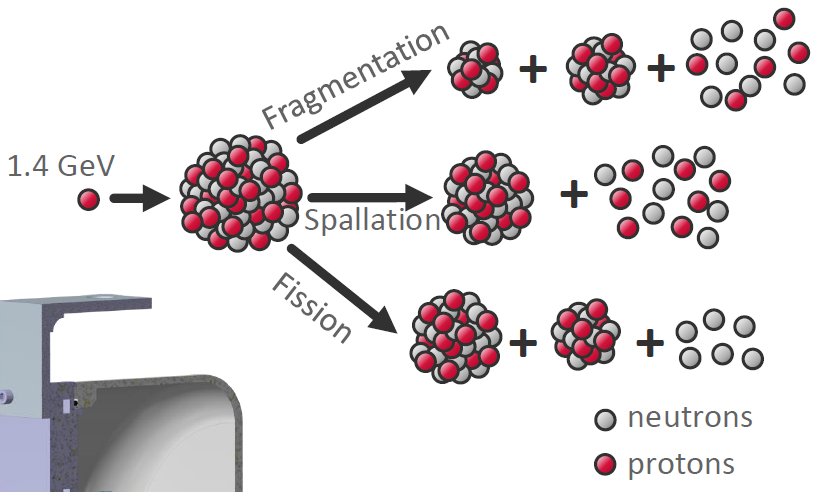 Fragmentation
1.4 GeV
Spallation
Fission
neutrons
protons